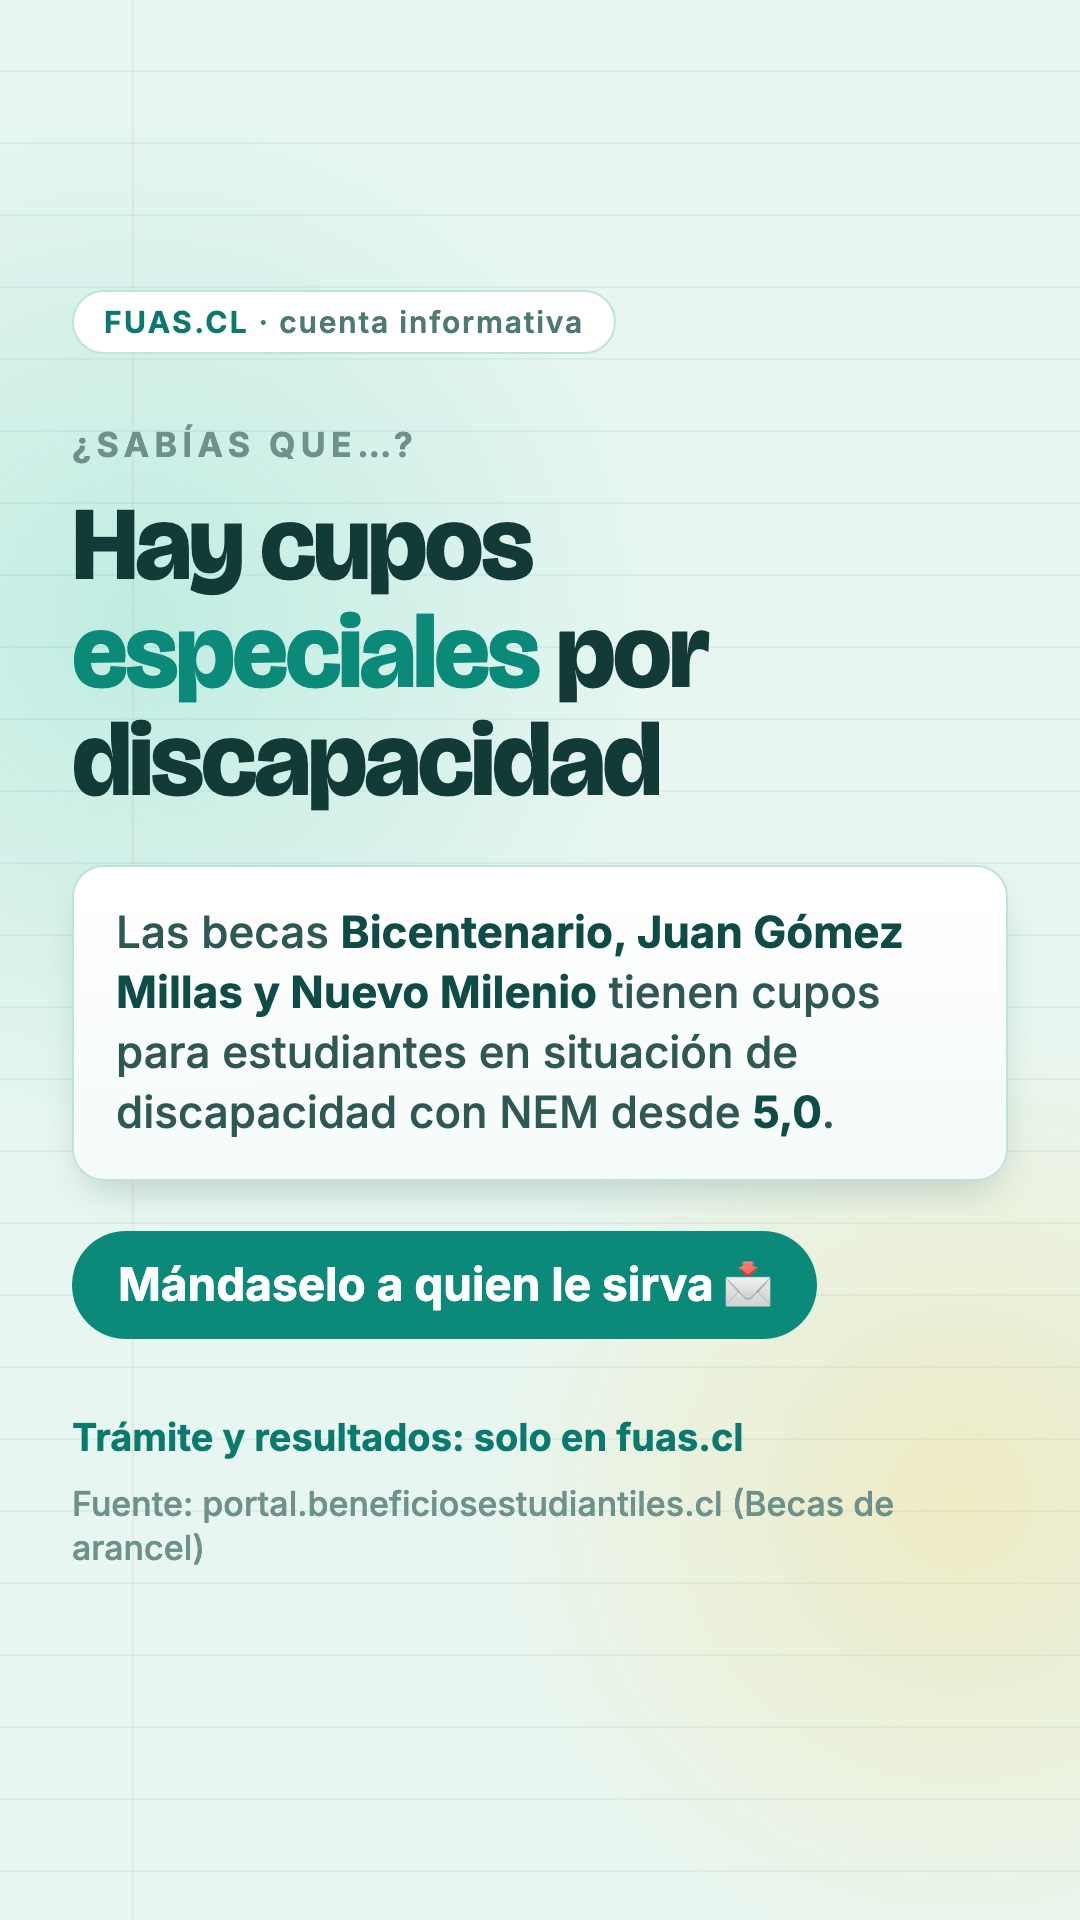 FUAS.CL · cuenta informativa
¿SABÍAS QUE...?
Hay cupos
especiales por
discapacidad
Las becas Bicentenario, Juan Gómez
Millas y Nuevo Milenio tienen cupos
para estudiantes en situación de
discapacidad con NEM desde 5,0.
Mándaselo a quien le sirva 📩
Trámite y resultados: solo en fuas.cl
Fuente: portal.beneficiosestudiantiles.cl (Becas de
arancel)